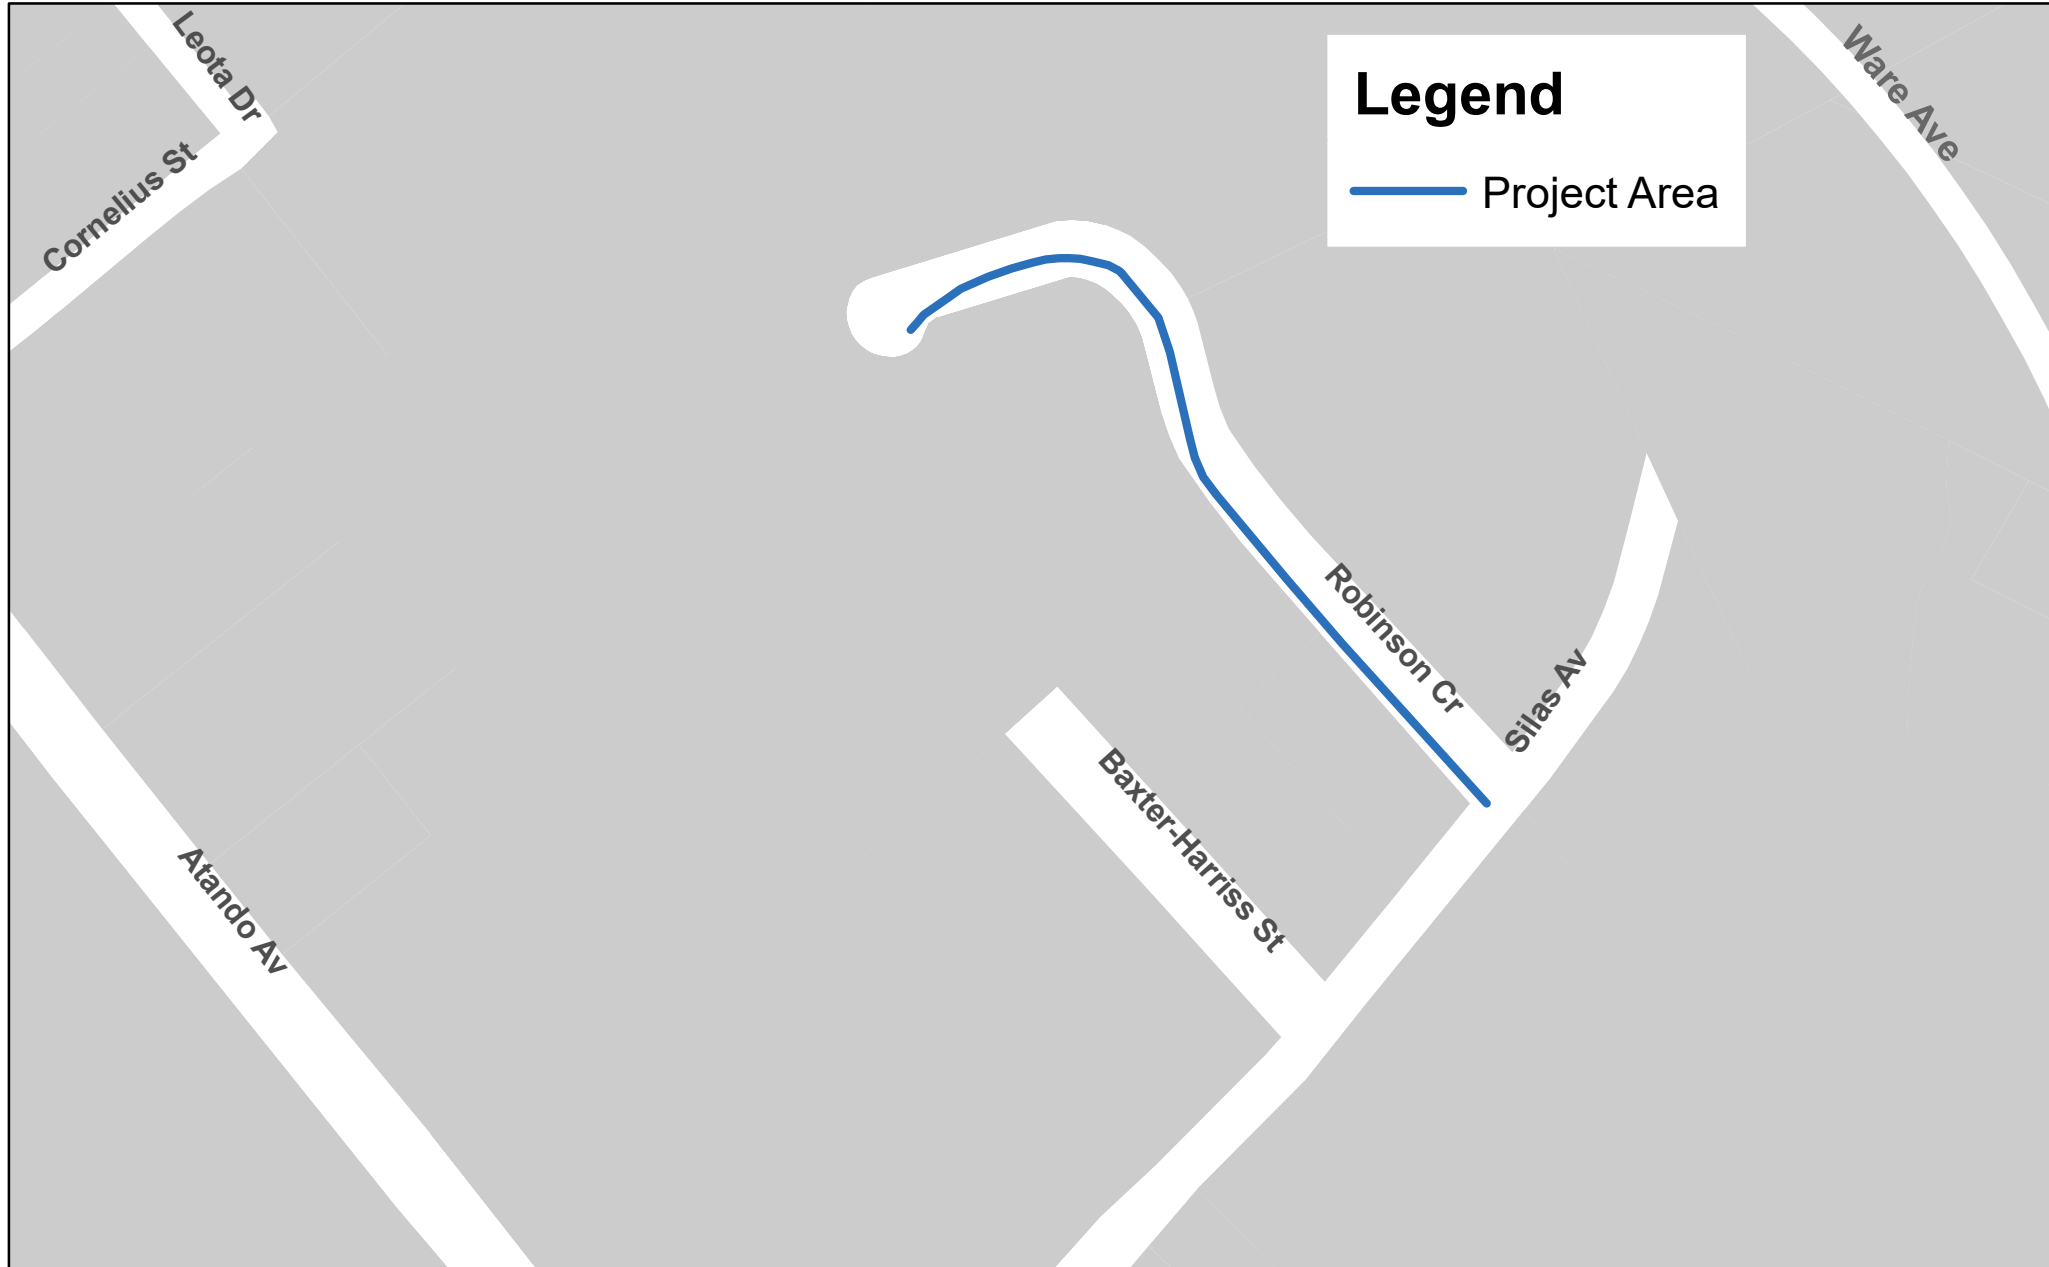 Leota Dr
Ware Ave
Legend
Cornelius St
Project Area
Robinson Cr
Silas Av
Baxter-Harriss St
Atando Av